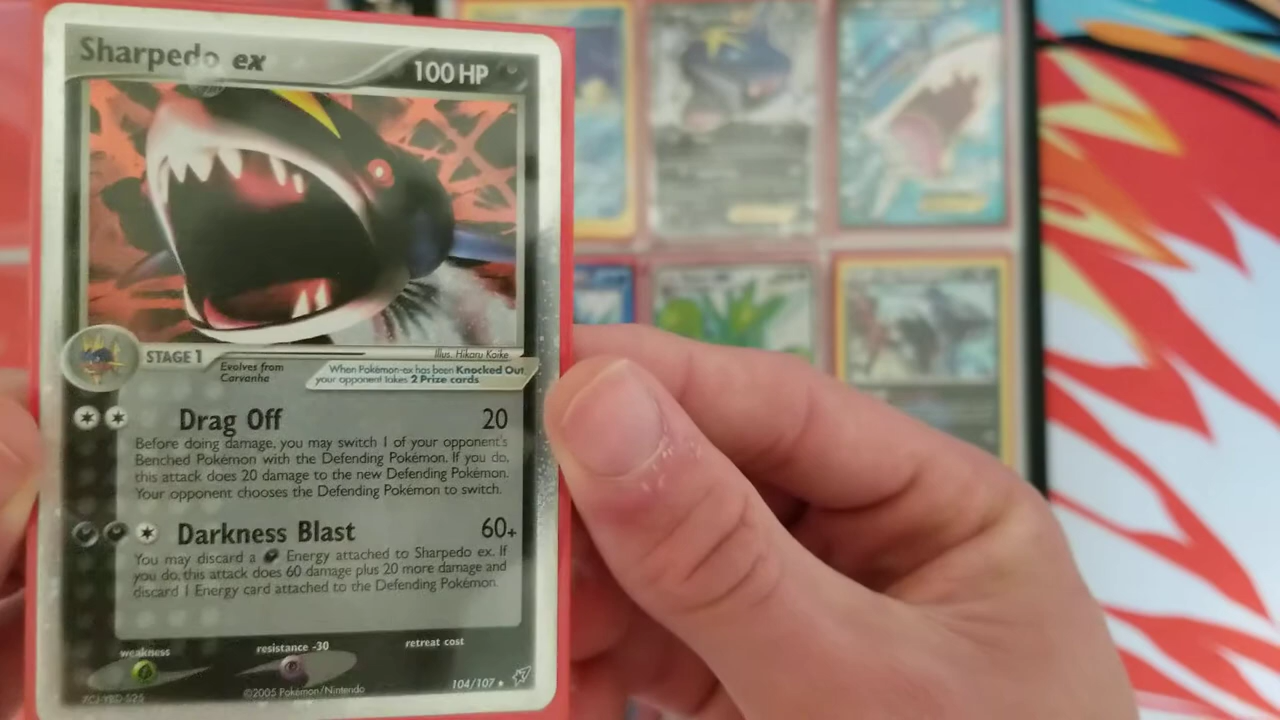 Sharpedo ex
100 HP
Illus. Hikaru Koike
STAGE 1
Evolves from
Carvanha
When Pokémon-ex has been Knocked Out,
your opponent takes 2 Prize cards
Drag Off 20
Before doing damage, you may switch 1 of your opponent's
Benched Pokémon with the Defending Pokémon. If you do,
this attack does 20 damage to the new Defending Pokémon.
Your opponent chooses the Defending Pokémon to switch.
Darkness Blast 60+
You may discard a Energy attached to Sharpedo ex. If
you do, this attack does 60 damage plus 20 more damage and
discard 1 Energy card attached to the Defending Pokémon.
weakness resistance -30 retreat cost
©2005 Pokémon/Nintendo 104/107 ★